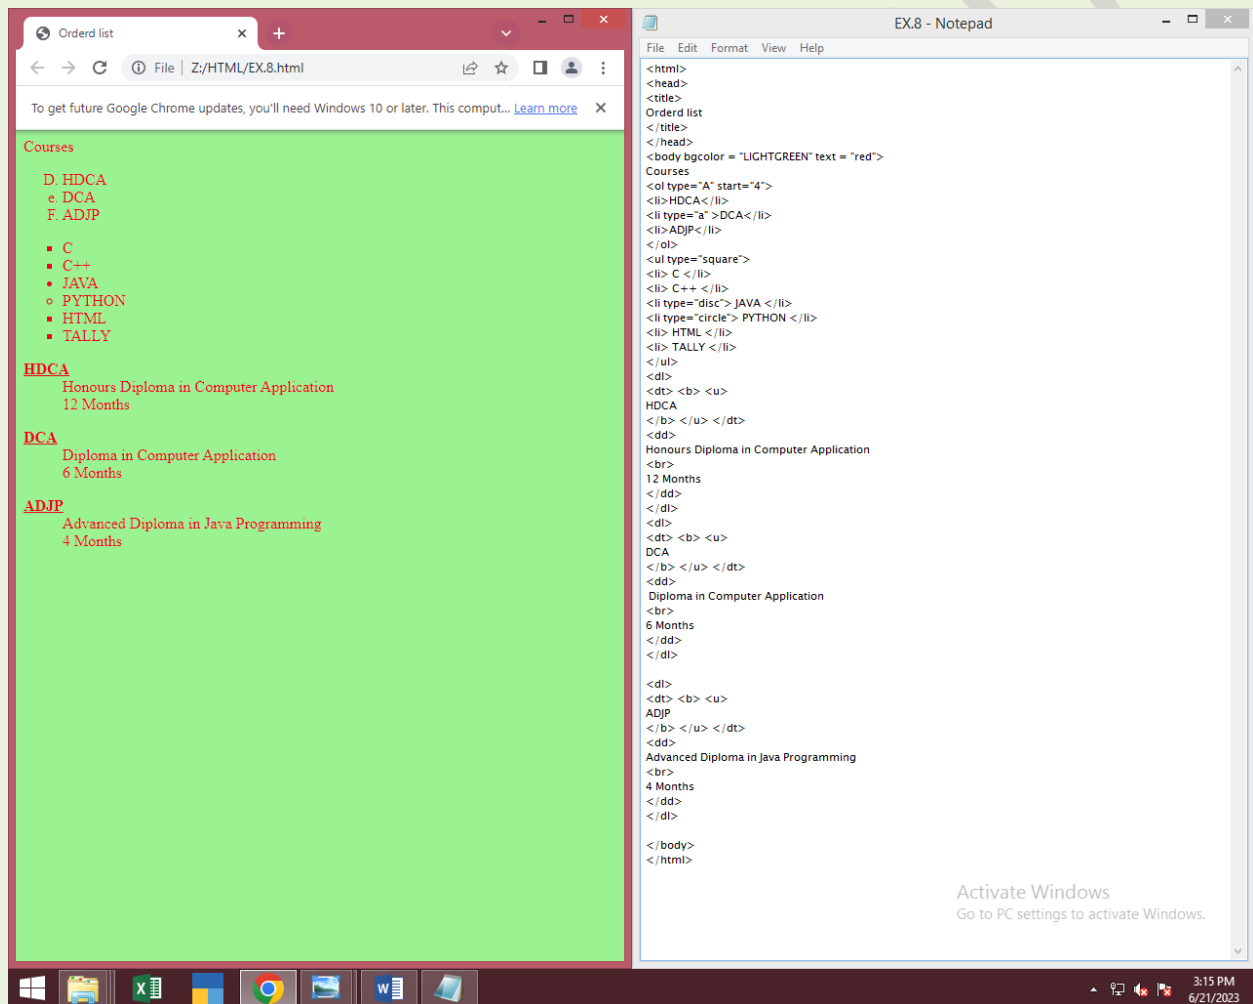 Orderd list
File Z:/HTML/EX.8.html
To get future Google Chrome updates, you'll need Windows 10 or later. This comput... Learn more
Courses
D. HDCA
e. DCA
F. ADJP
▪ C
▪ C++
• JAVA
○ PYTHON
▪ HTML
▪ TALLY
HDCA
Honours Diploma in Computer Application
12 Months
DCA
Diploma in Computer Application
6 Months
ADJP
Advanced Diploma in Java Programming
4 Months
EX.8 - Notepad
File Edit Format View Help
<html>
<head>
<title>
Orderd list
</title>
</head>
<body bgcolor = "LIGHTGREEN" text = "red">
Courses
<ol type="A" start="4">
<li>HDCA</li>
<li type="a" >DCA</li>
<li>ADJP</li>
</ol>
<ul type="square">
<li> C </li>
<li> C++ </li>
<li type="disc"> JAVA </li>
<li type="circle"> PYTHON </li>
<li> HTML </li>
<li> TALLY </li>
</ul>
<dl>
<dt> <b> <u>
HDCA
</b> </u> </dt>
<dd>
Honours Diploma in Computer Application
<br>
12 Months
</dd>
</dl>
<dl>
<dt> <b> <u>
DCA
</b> </u> </dt>
<dd>
Diploma in Computer Application
<br>
6 Months
</dd>
</dl>
<dl>
<dt> <b> <u>
ADJP
</b> </u> </dt>
<dd>
Advanced Diploma in Java Programming
<br>
4 Months
</dd>
</dl>
</body>
</html>
Activate Windows
Go to PC settings to activate Windows.
3:15 PM
6/21/2023